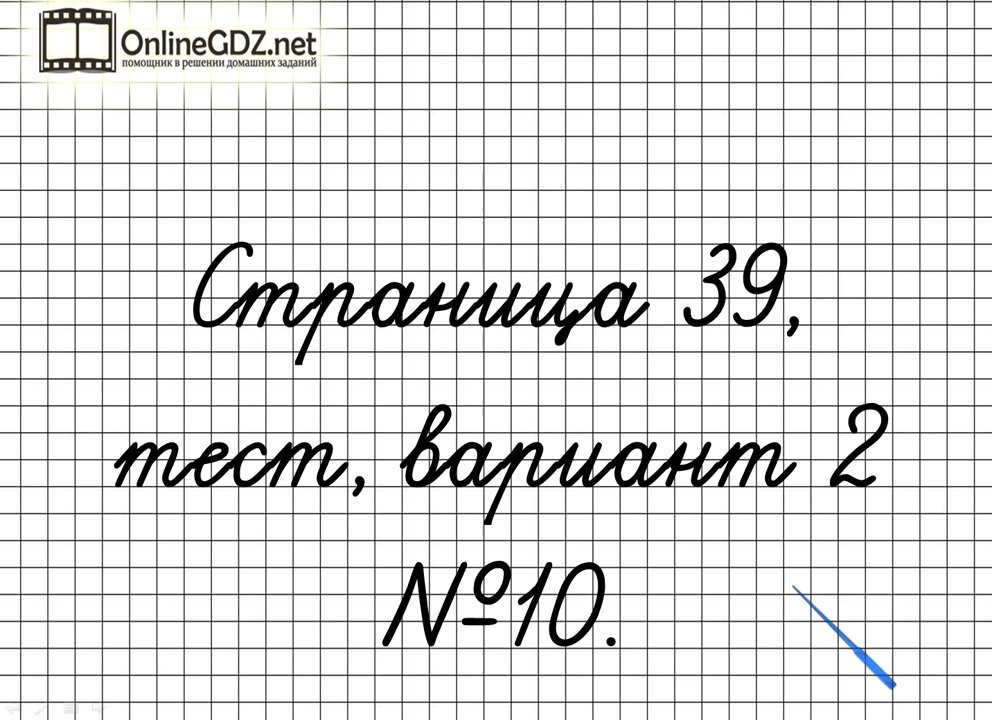 OnlineGDZ.net
помощник в решении домашних заданий
Страница 39,
тест, вариант 2
№10.